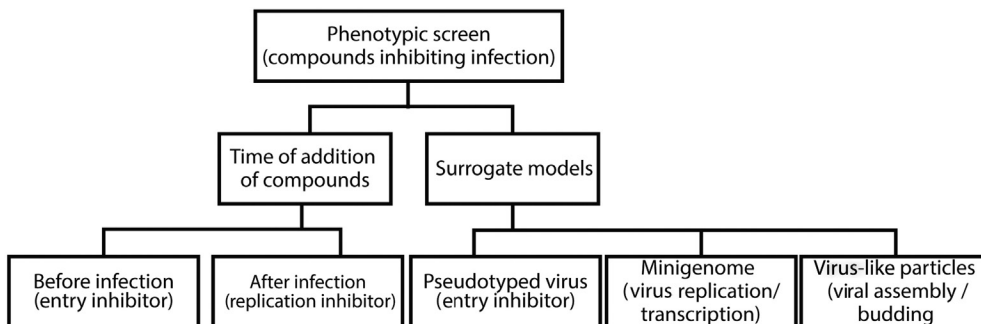 Phenotypic screen
(compounds inhibiting infection)
Time of addition
of compounds
Surrogate models
Before infection
(entry inhibitor)
After infection
(replication inhibitor)
Pseudotyped virus
(entry inhibitor)
Minigenome
(virus replication/
transcription)
Virus-like particles
(viral assembly /
budding